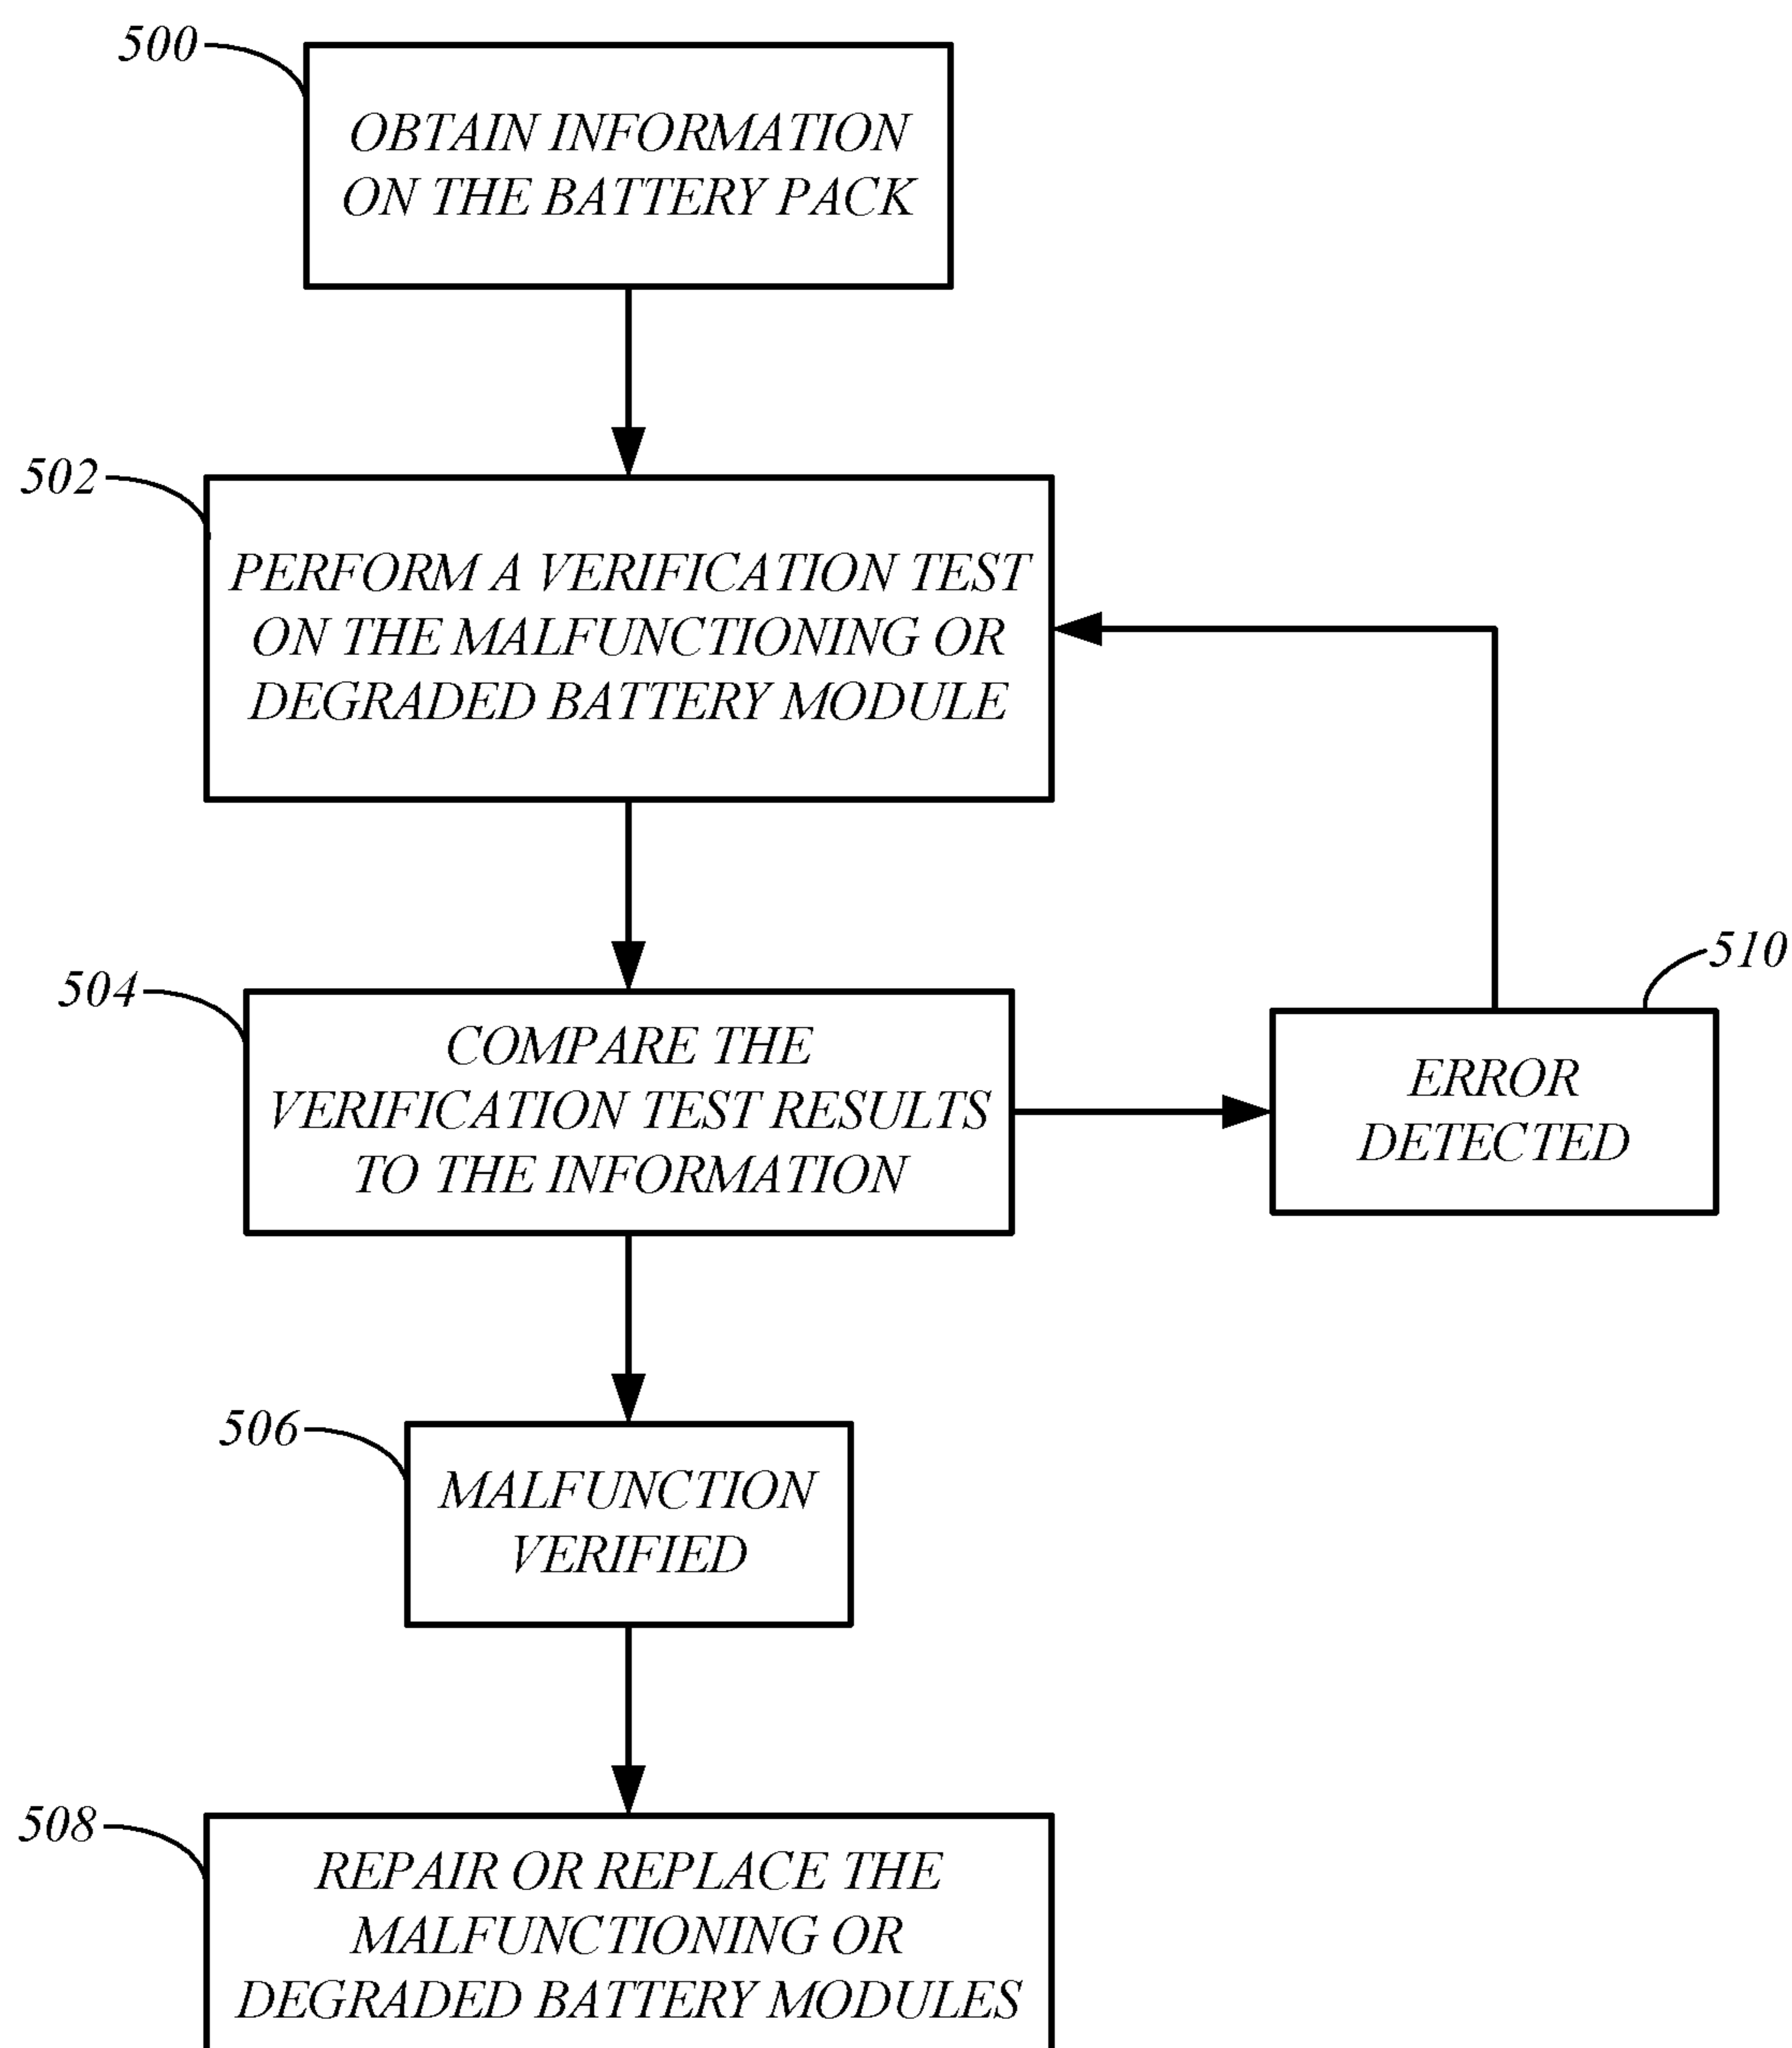 500
OBTAIN INFORMATION
ON THE BATTERY PACK
502
PERFORM A VERIFICATION TEST
ON THE MALFUNCTIONING OR
DEGRADED BATTERY MODULE
504
COMPARE THE
VERIFICATION TEST RESULTS
TO THE INFORMATION
510
ERROR
DETECTED
506
MALFUNCTION
VERIFIED
508
REPAIR OR REPLACE THE
MALFUNCTIONING OR
DEGRADED BATTERY MODULES